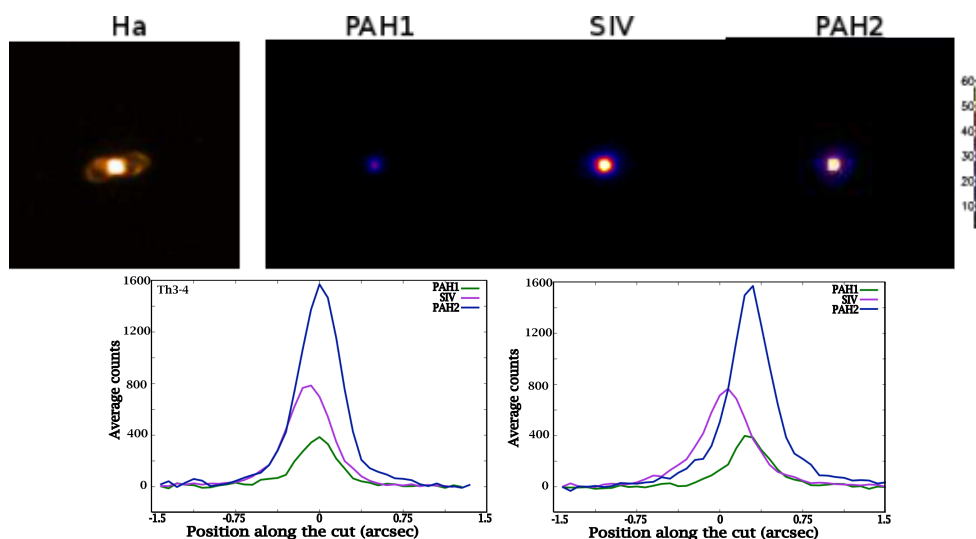 Ha PAH1 SIV PAH2
60
50
40
30
20
10
Th3-4
PAH1
SIV
PAH2
1600
1200
800
400
0
-1.5 -0.75 0 0.75 1.5
Average counts
Position along the cut (arcsec)
PAH1
SIV
PAH2
1600
1200
800
400
0
-1.5 -0.75 0 0.75 1.5
Average counts
Position along the cut (arcsec)